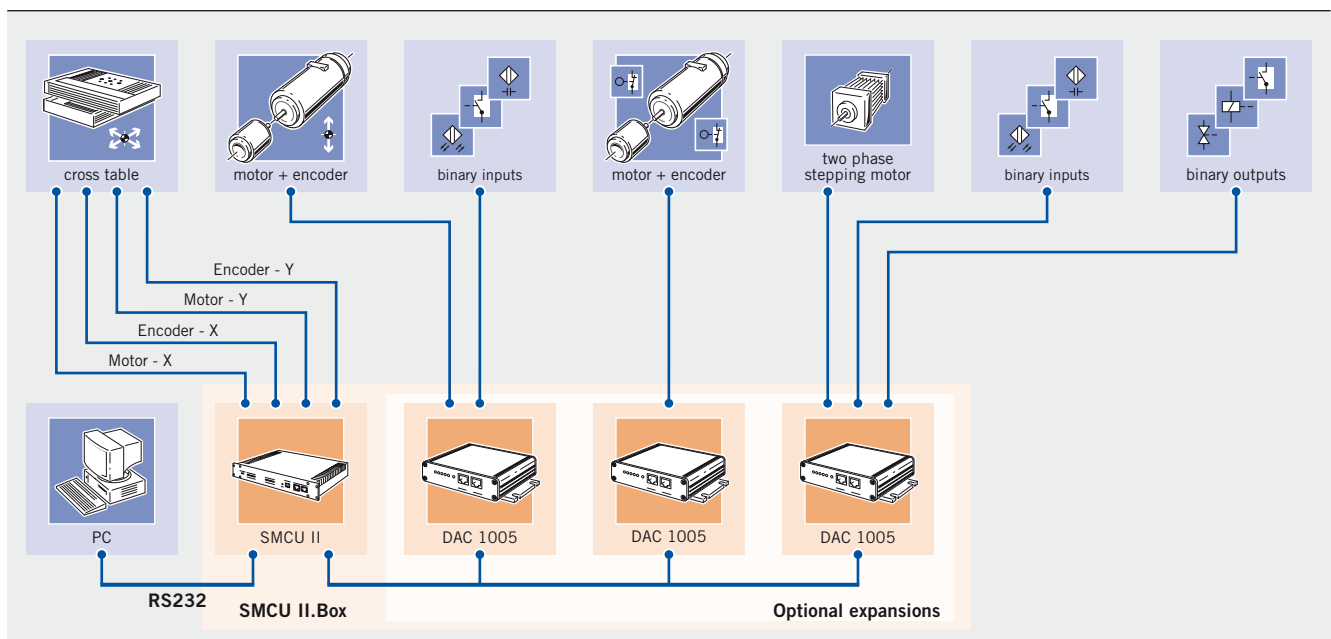 cross table
motor + encoder
binary inputs
motor + encoder
two phase
stepping motor
binary inputs
binary outputs
Encoder - Y
Motor - Y
Encoder - X
Motor - X
PC
SMCU II
DAC 1005
DAC 1005
DAC 1005
RS232
SMCU II.Box
Optional expansions